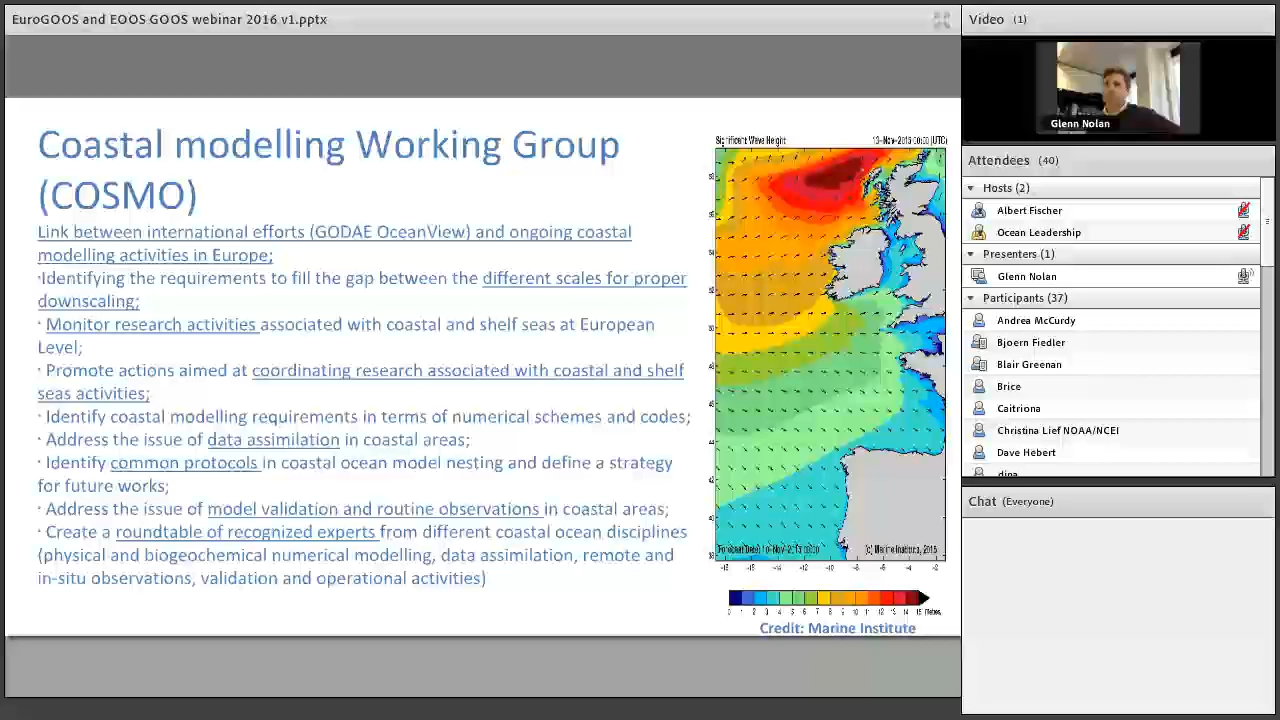 EuroGOOS and EOOS GOOS webinar 2016 v1.pptx
Coastal modelling Working Group
(COSMO)
Link between international efforts (GODAE OceanView) and ongoing coastal
modelling activities in Europe;
·Identifying the requirements to fill the gap between the different scales for proper
downscaling;
· Monitor research activities associated with coastal and shelf seas at European
Level;
· Promote actions aimed at coordinating research associated with coastal and shelf
seas activities;
· Identify coastal modelling requirements in terms of numerical schemes and codes;
· Address the issue of data assimilation in coastal areas;
· Identify common protocols in coastal ocean model nesting and define a strategy
for future works;
· Address the issue of model validation and routine observations in coastal areas;
· Create a roundtable of recognized experts from different coastal ocean disciplines
(physical and biogeochemical numerical modelling, data assimilation, remote and
in-situ observations, validation and operational activities)
Significant Wave Height
(c) Marine Institute,
Credit: Marine Institute
Video (1)
Glenn Nolan
Attendees (40)
Hosts (2)
Albert Fischer
Ocean Leadership
Presenters (1)
Glenn Nolan
Participants (37)
Andrea McCurdy
Bjoern Fiedler
Blair Greenan
Brice
Caitriona
Christina Lief NOAA/NCEI
Dave Hebert
Chat (Everyone)